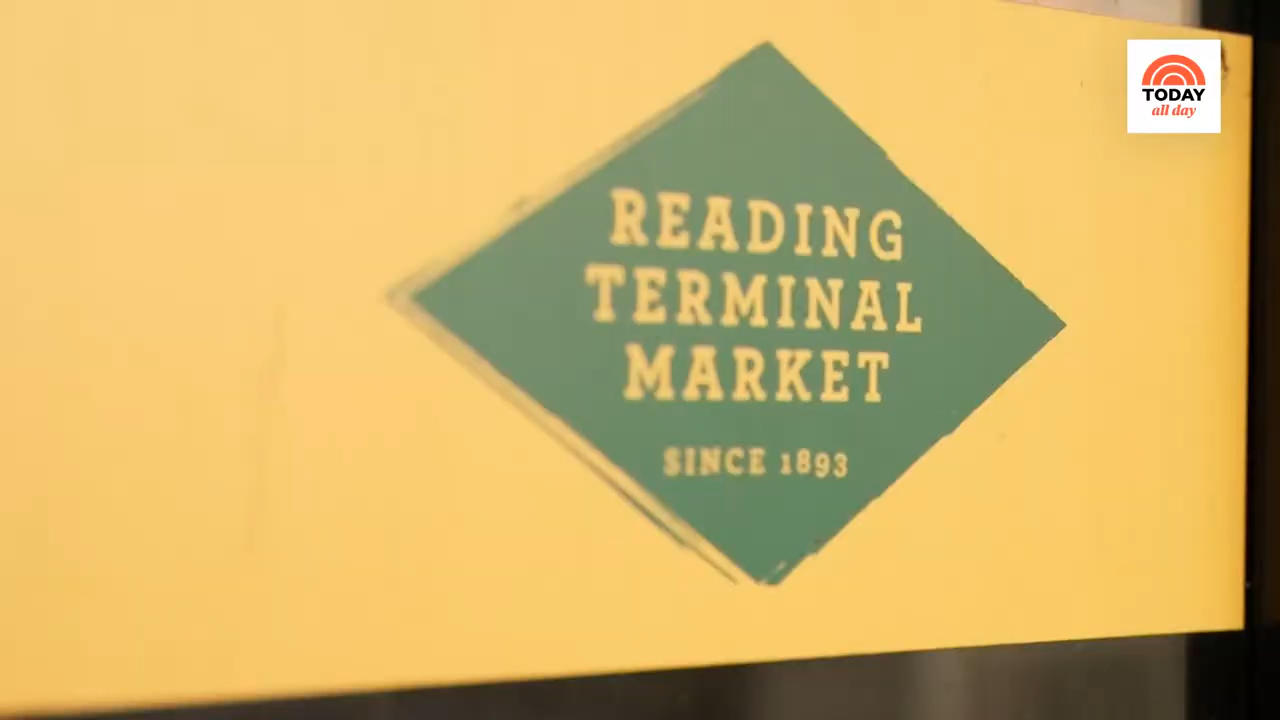 TODAY
all day
READING
TERMINAL
MARKET
SINCE 1893